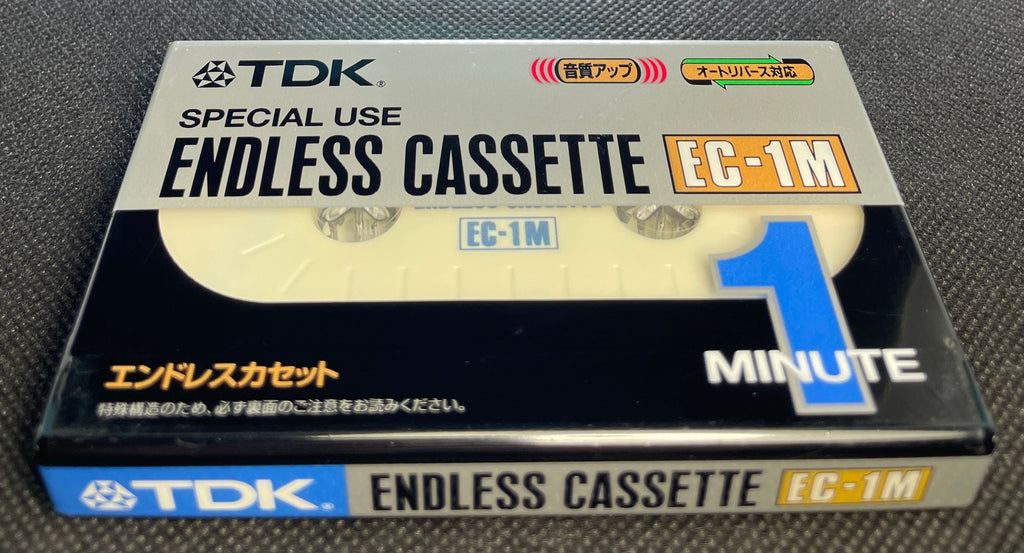 TDK®
音質アップ
オートリバース対応
SPECIAL USE
ENDLESS CASSETTE EC-1M
ENDLESS CASSETTE
EC-1M
1
MINUTE
エンドレスカセット
特殊構造のため、必ず裏面のご注意をお読みください。
TDK® ENDLESS CASSETTE EC-1M